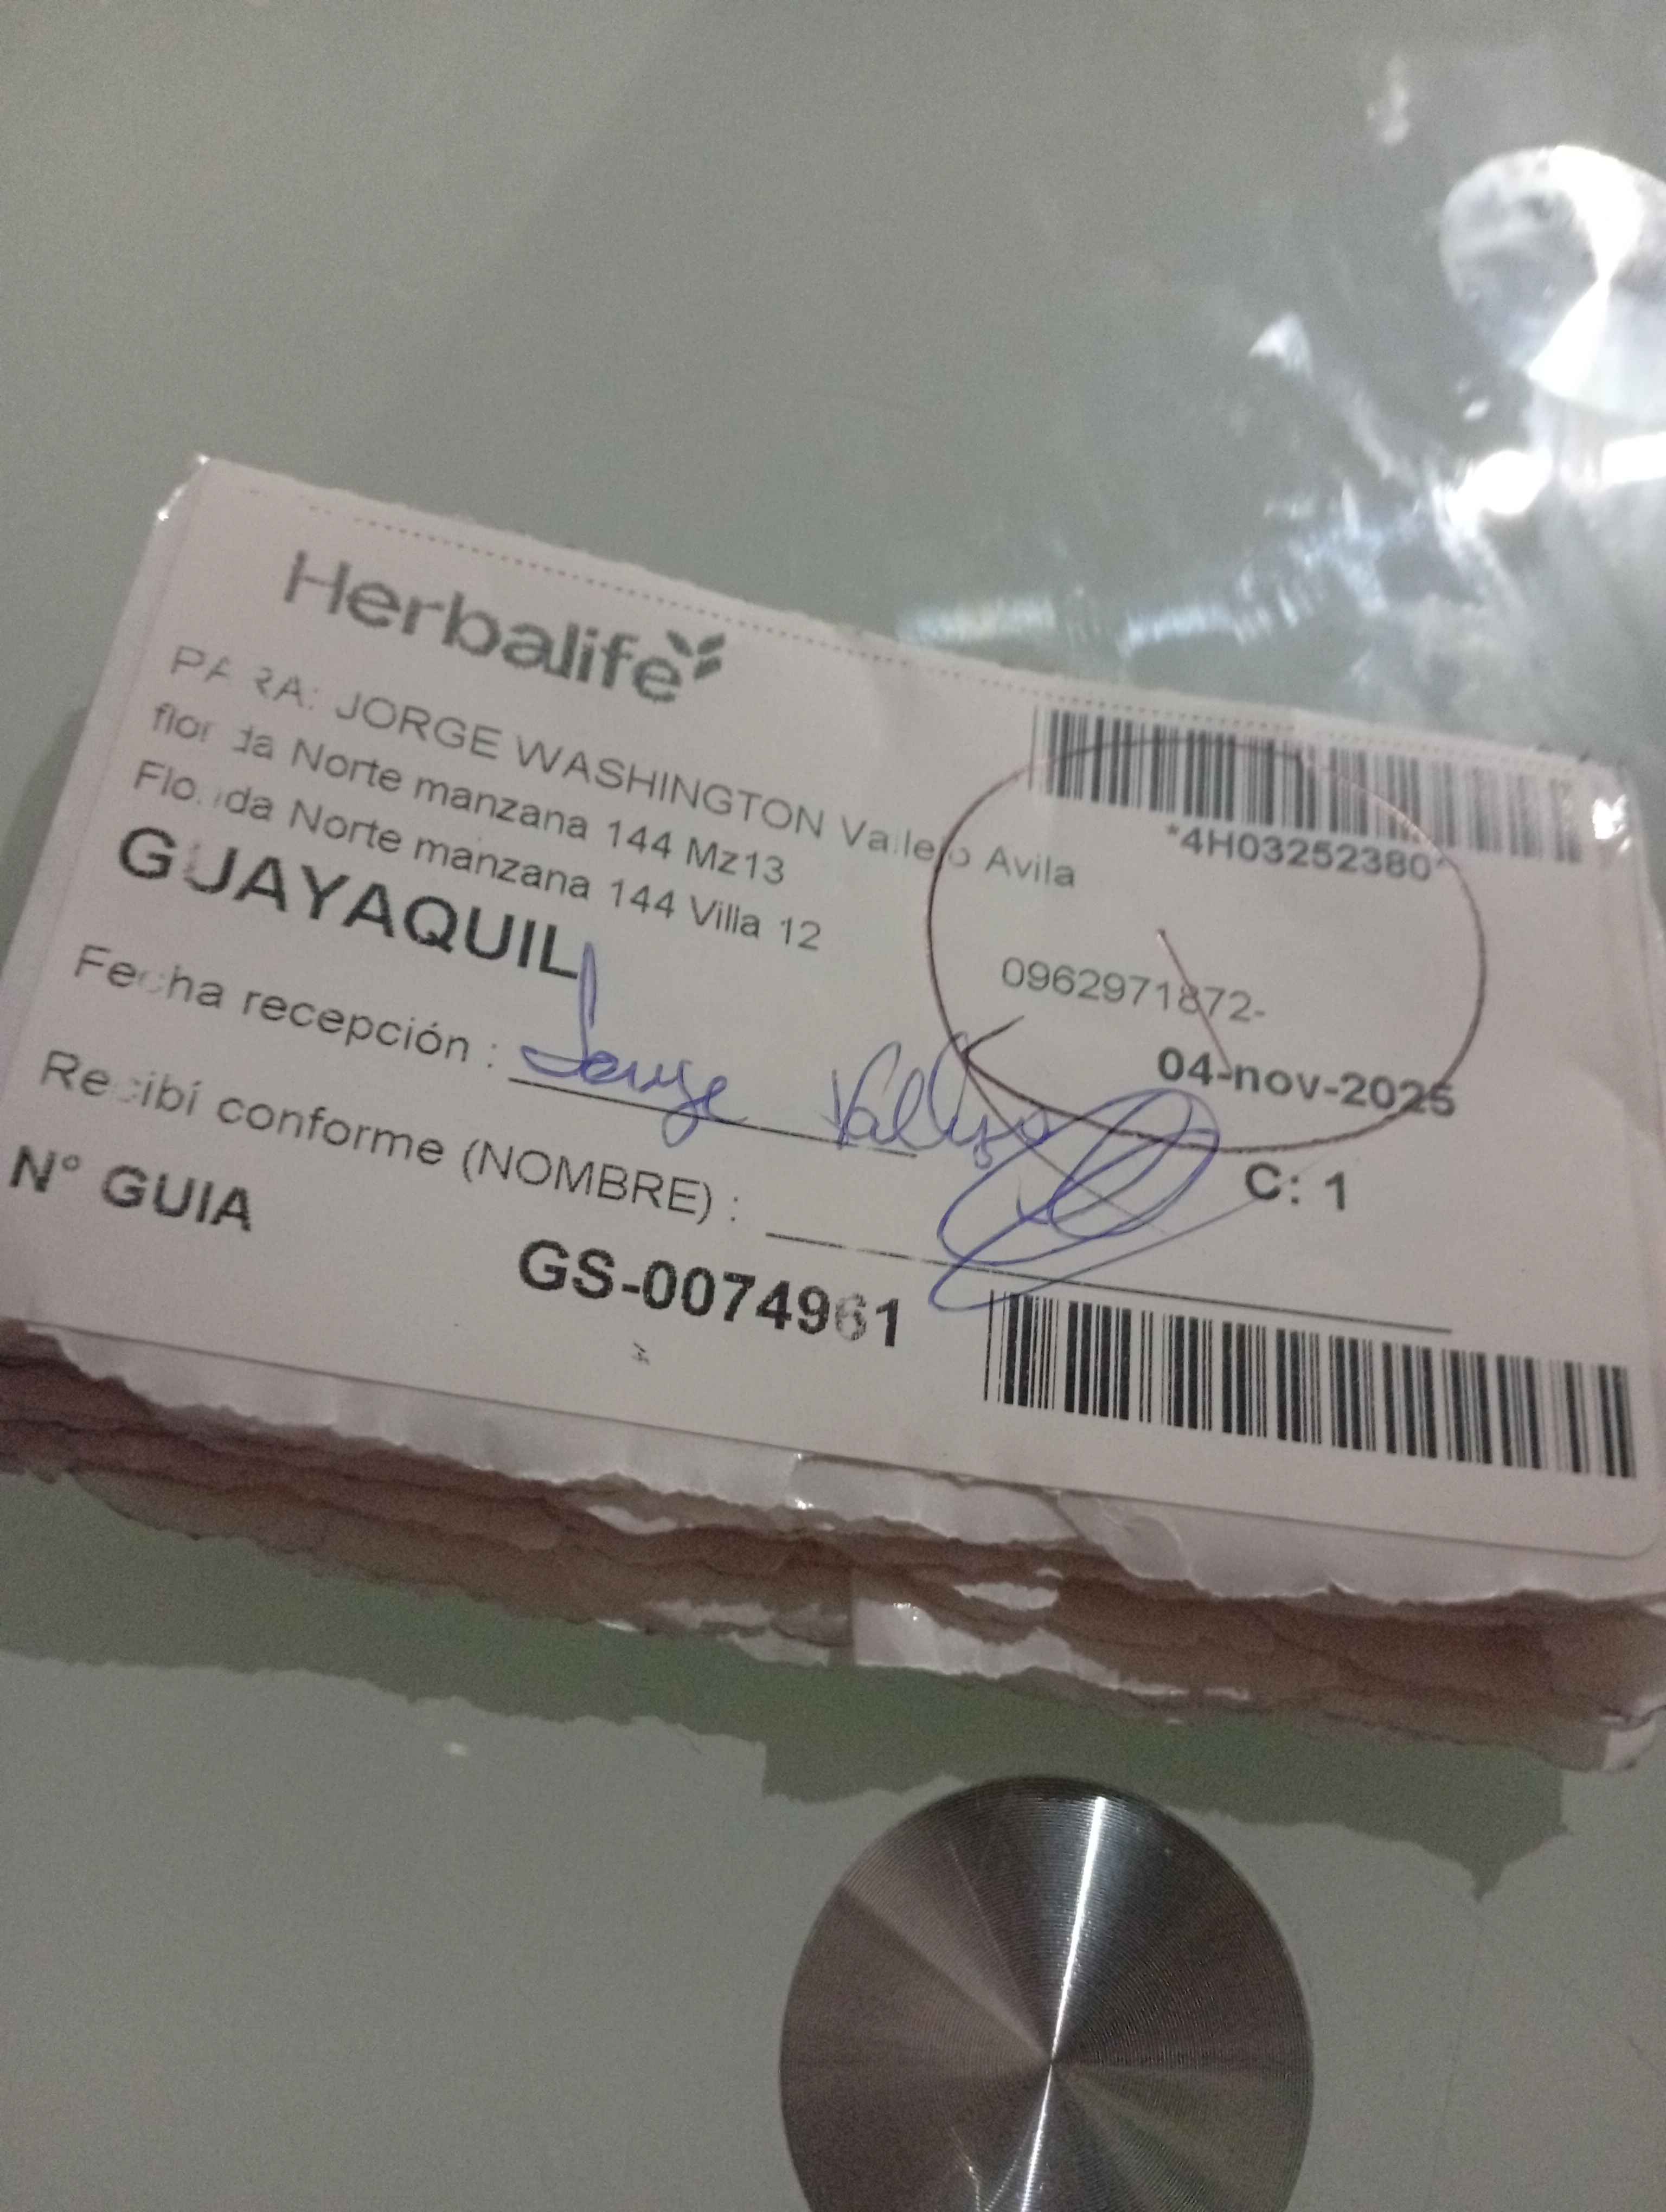 Herbalife
PARA: JORGE WASHINGTON Vallejo Avila
florida Norte manzana 144 Mz13
Florida Norte manzana 144 Villa 12
GUAYAQUIL
*4H03252380*
0962971872-
04-nov-2025
Fecha recepción : Jorge Vallejo
Recibí conforme (NOMBRE) :
C: 1
N° GUIA
GS-0074961